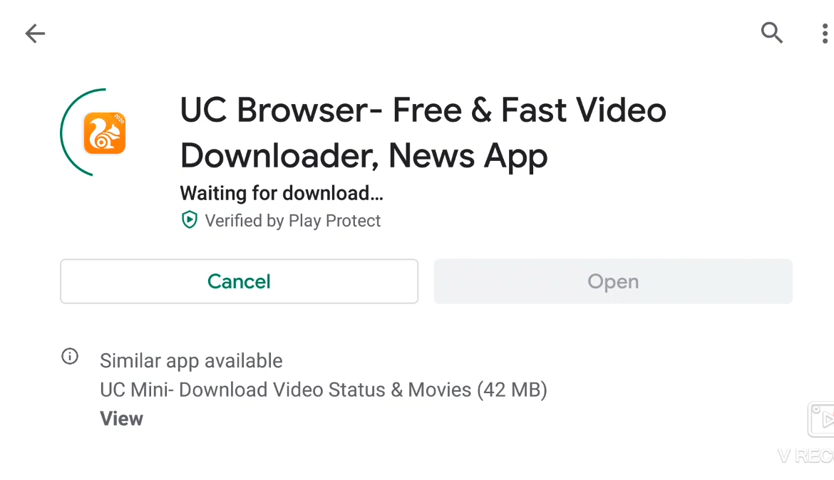 UC Browser- Free & Fast Video
Downloader, News App
Waiting for download...
Verified by Play Protect
Cancel
Open
Similar app available
UC Mini- Download Video Status & Movies (42 MB)
View
V REC